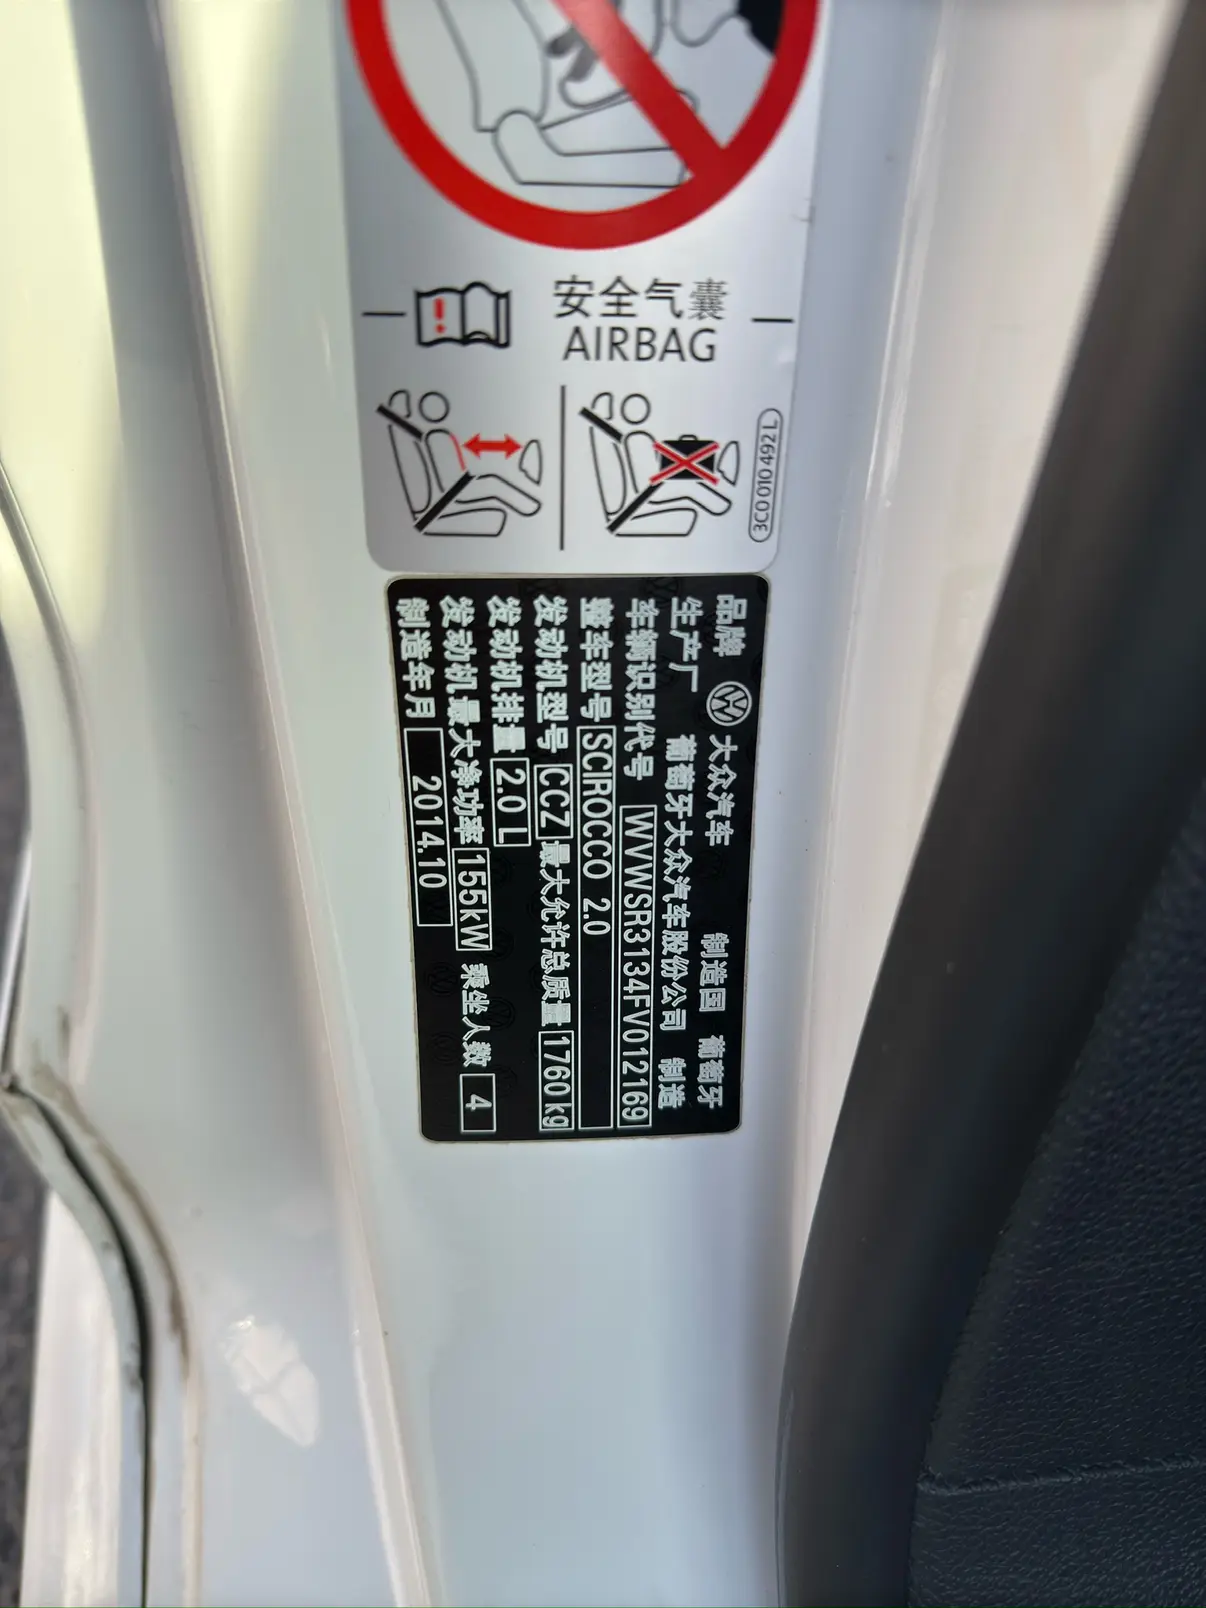 安全气囊
AIRBAG
3C0 010 492 L
品牌 大众汽车 制造国 葡萄牙
生产厂 葡萄牙大众汽车股份公司 制造
车辆识别代号 WVWSR3134FV012169
整车型号 SCIROCCO 2.0
发动机型号 CCZ 最大允许总质量 1760 kg
发动机排量 2.0 L
发动机最大净功率 155kW 乘坐人数 4
制造年月 2014.10